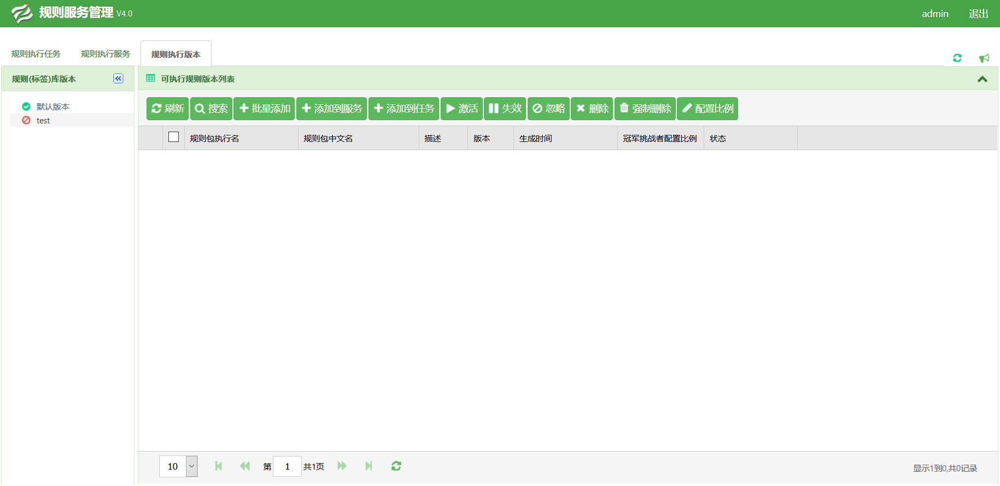 规则服务管理 V4.0
admin 退出
规则执行任务 规则执行服务 规则执行版本
规则(标签)库版本
可执行规则版本列表
默认版本
test
刷新 搜索 批量添加 添加到服务 添加到任务 激活 失效 忽略 删除 强制删除 配置比例
规则包执行名 规则包中文名 描述 版本 生成时间 冠军挑战者配置比例 状态
10 第 1 共1页
显示1到0,共0记录